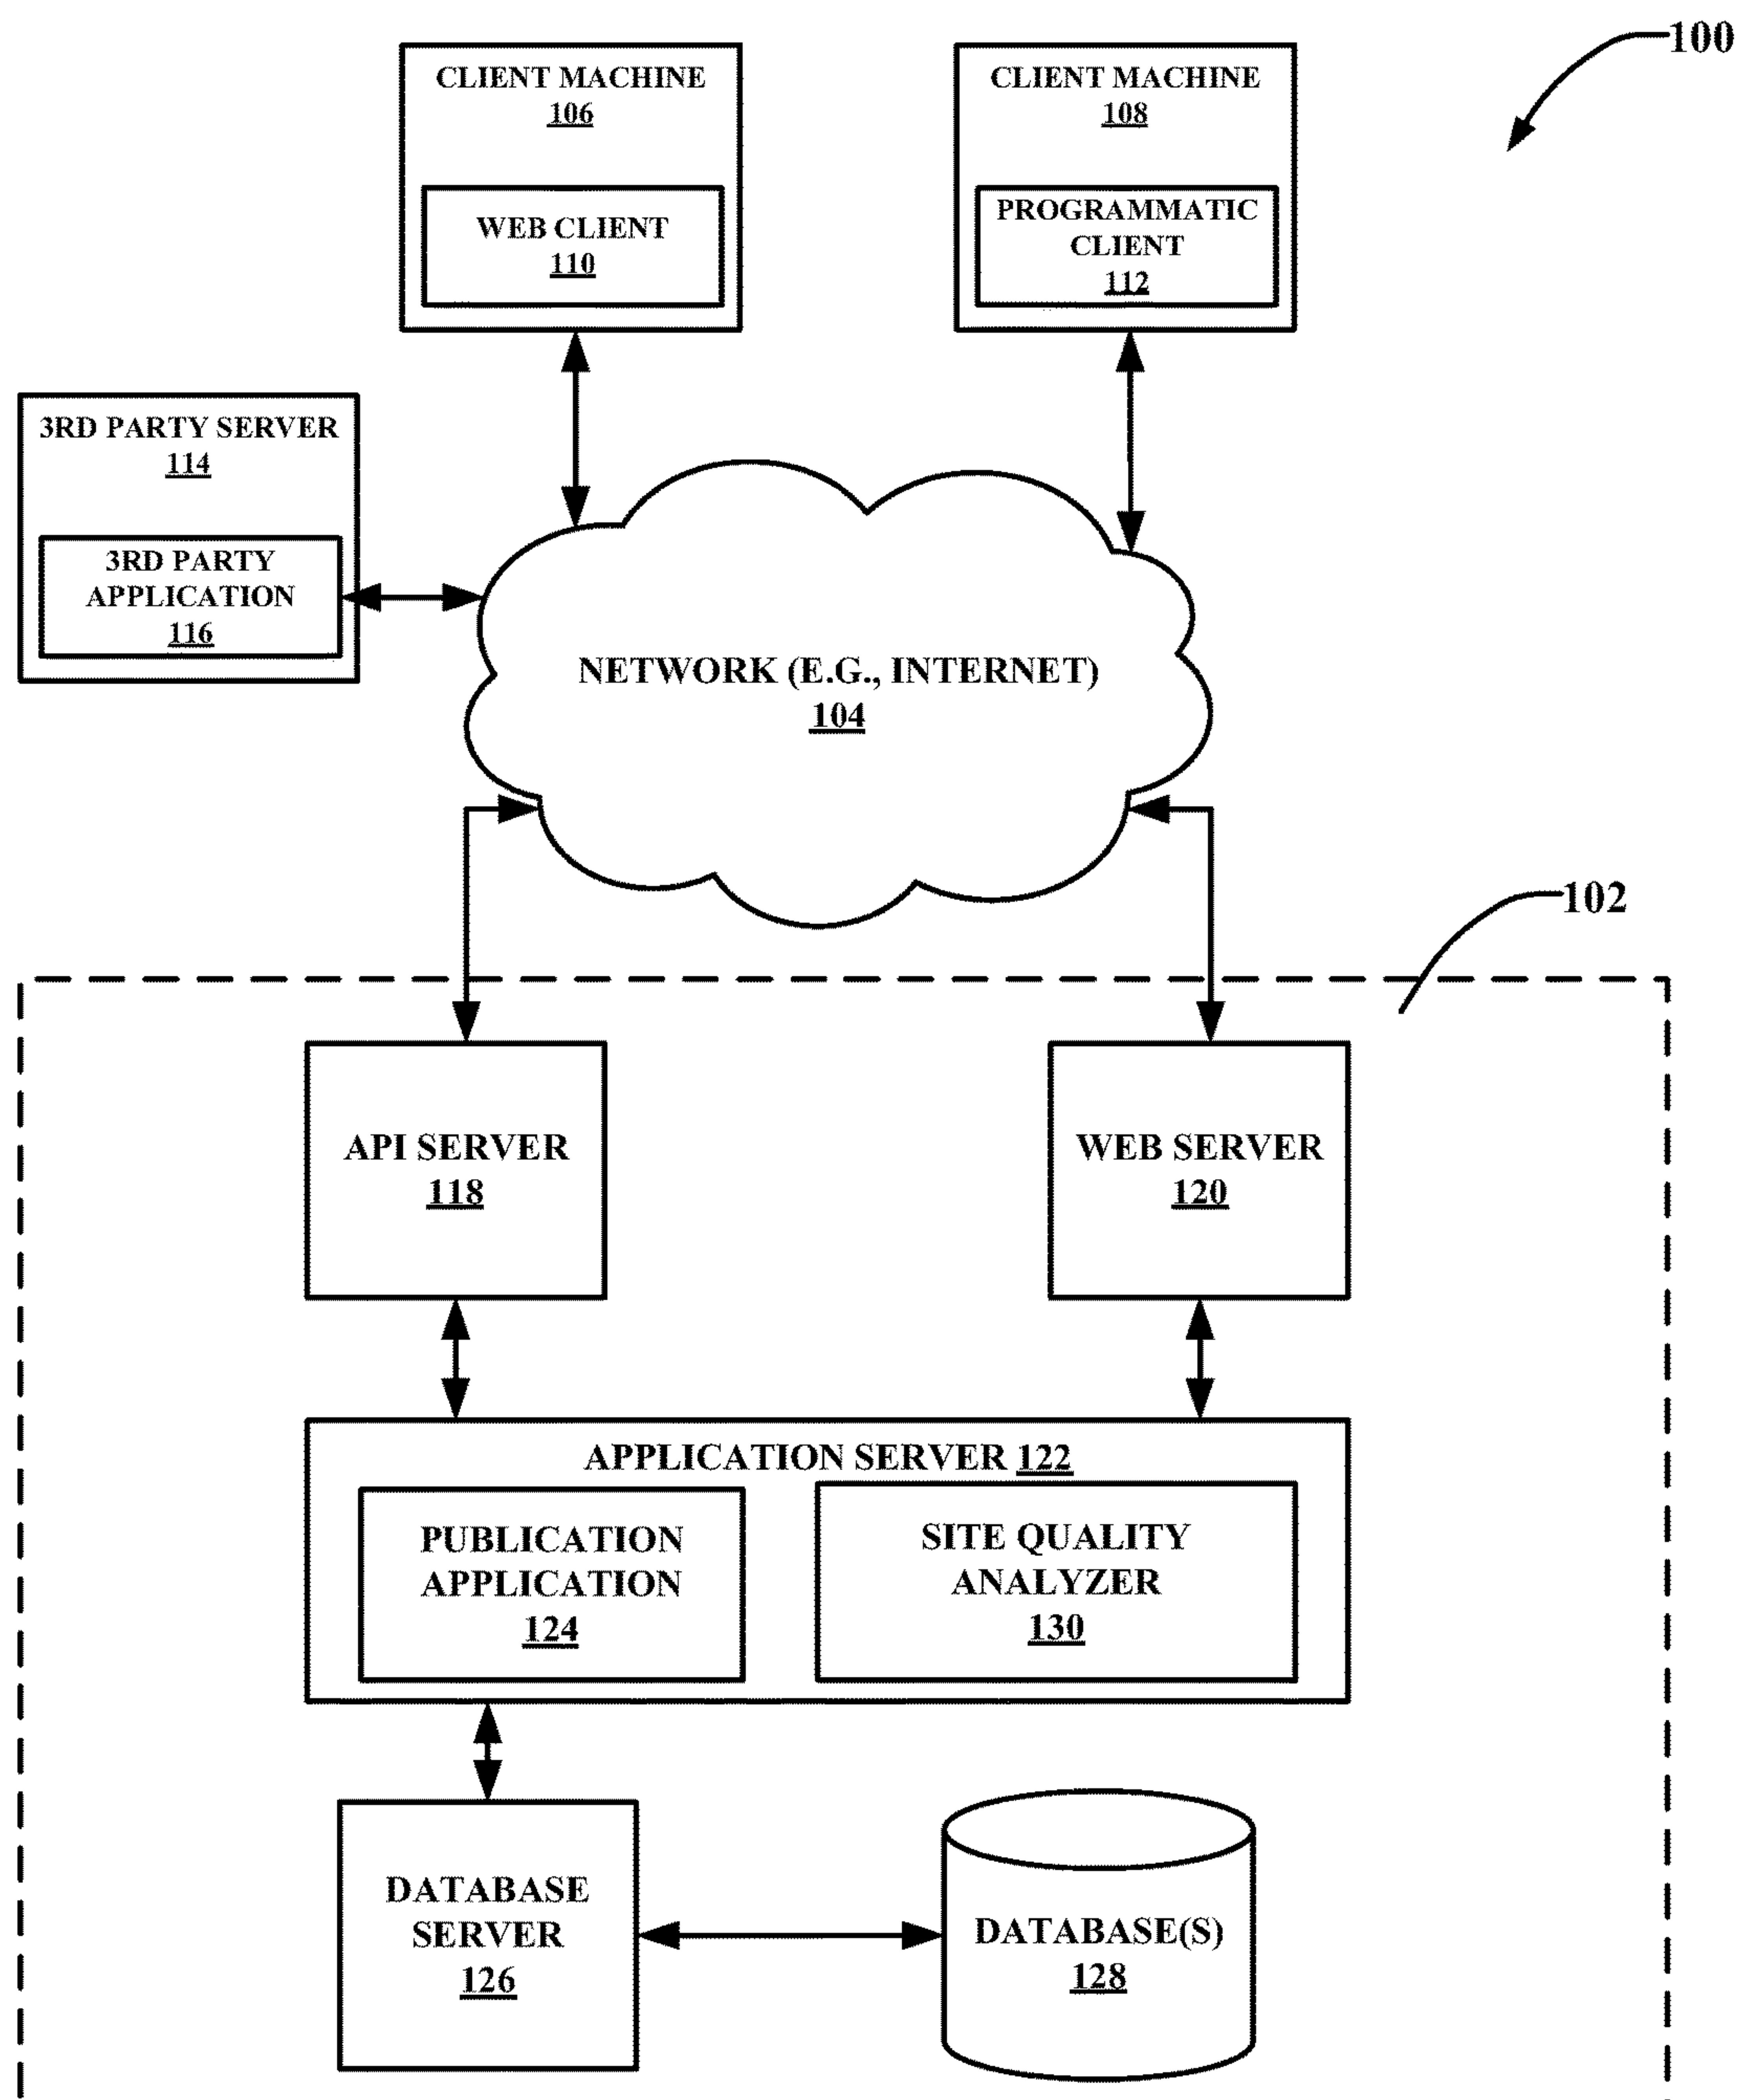 100
CLIENT MACHINE
106
WEB CLIENT
110
CLIENT MACHINE
108
PROGRAMMATIC
CLIENT
112
3RD PARTY SERVER
114
3RD PARTY
APPLICATION
116
NETWORK (E.G., INTERNET)
104
102
API SERVER
118
WEB SERVER
120
APPLICATION SERVER 122
PUBLICATION
APPLICATION
124
SITE QUALITY
ANALYZER
130
DATABASE
SERVER
126
DATABASE(S)
128